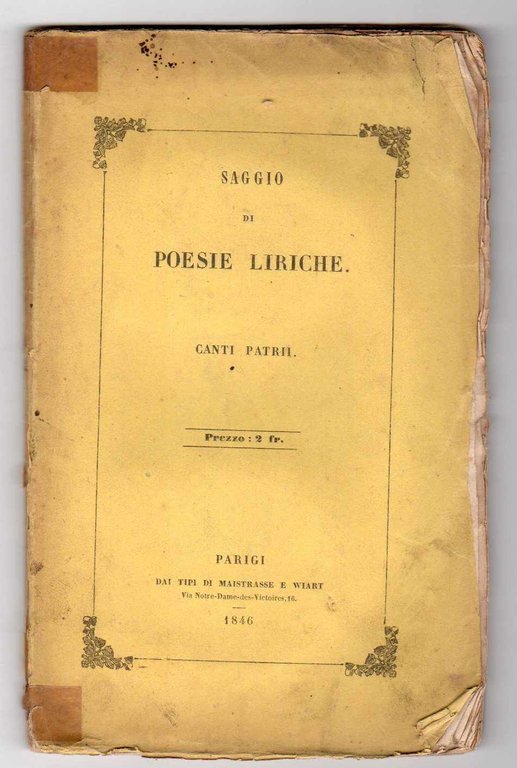 SAGGIO
DI
POESIE LIRICHE.
CANTI PATRII.
Prezzo : 2 fr.
PARIGI
DAI TIPI DI MAISTRASSE E WIART
Via Notre-Dame-des-Victoires, 16.
1846